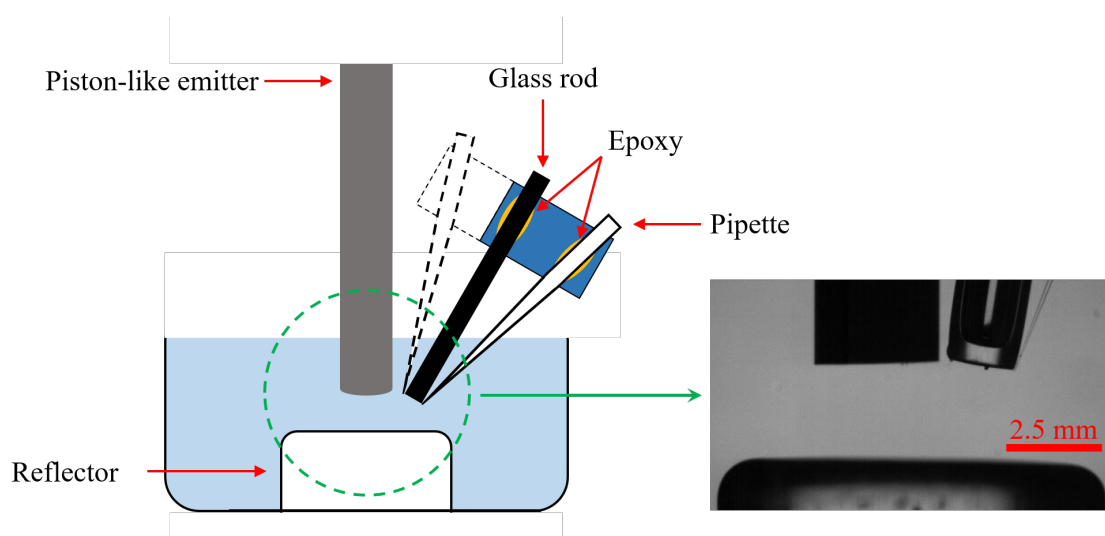 Piston-like emitter
Glass rod
Epoxy
Pipette
2.5 mm
Reflector